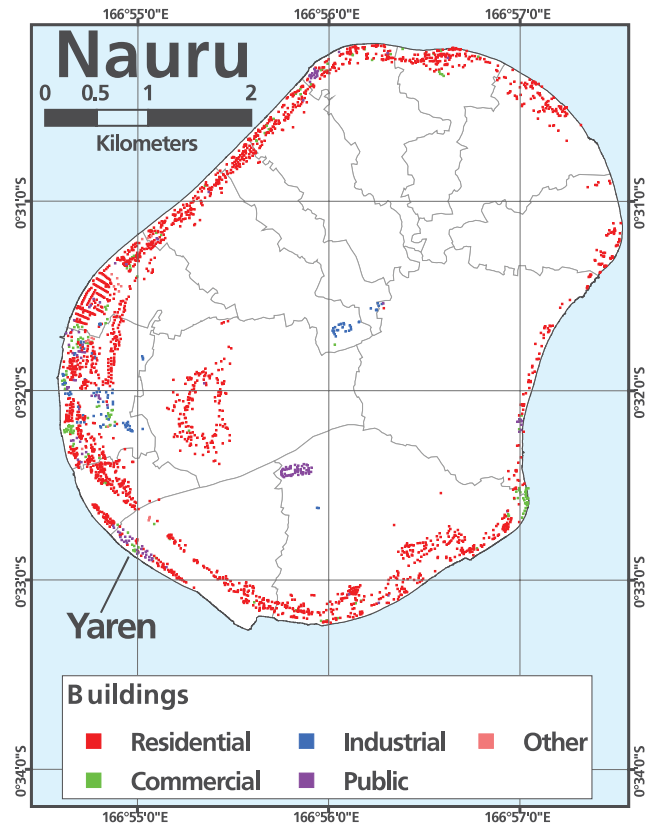 166°55'0"E 166°56'0"E 166°57'0"E
Nauru
0 0.5 1 2
Kilometers
0°31'0"S 0°31'0"S
0°32'0"S 0°32'0"S
0°33'0"S 0°33'0"S
Yaren
Buildings
Residential Industrial Other
Commercial Public
0°34'0"S 0°34'0"S
166°55'0"E 166°56'0"E 166°57'0"E